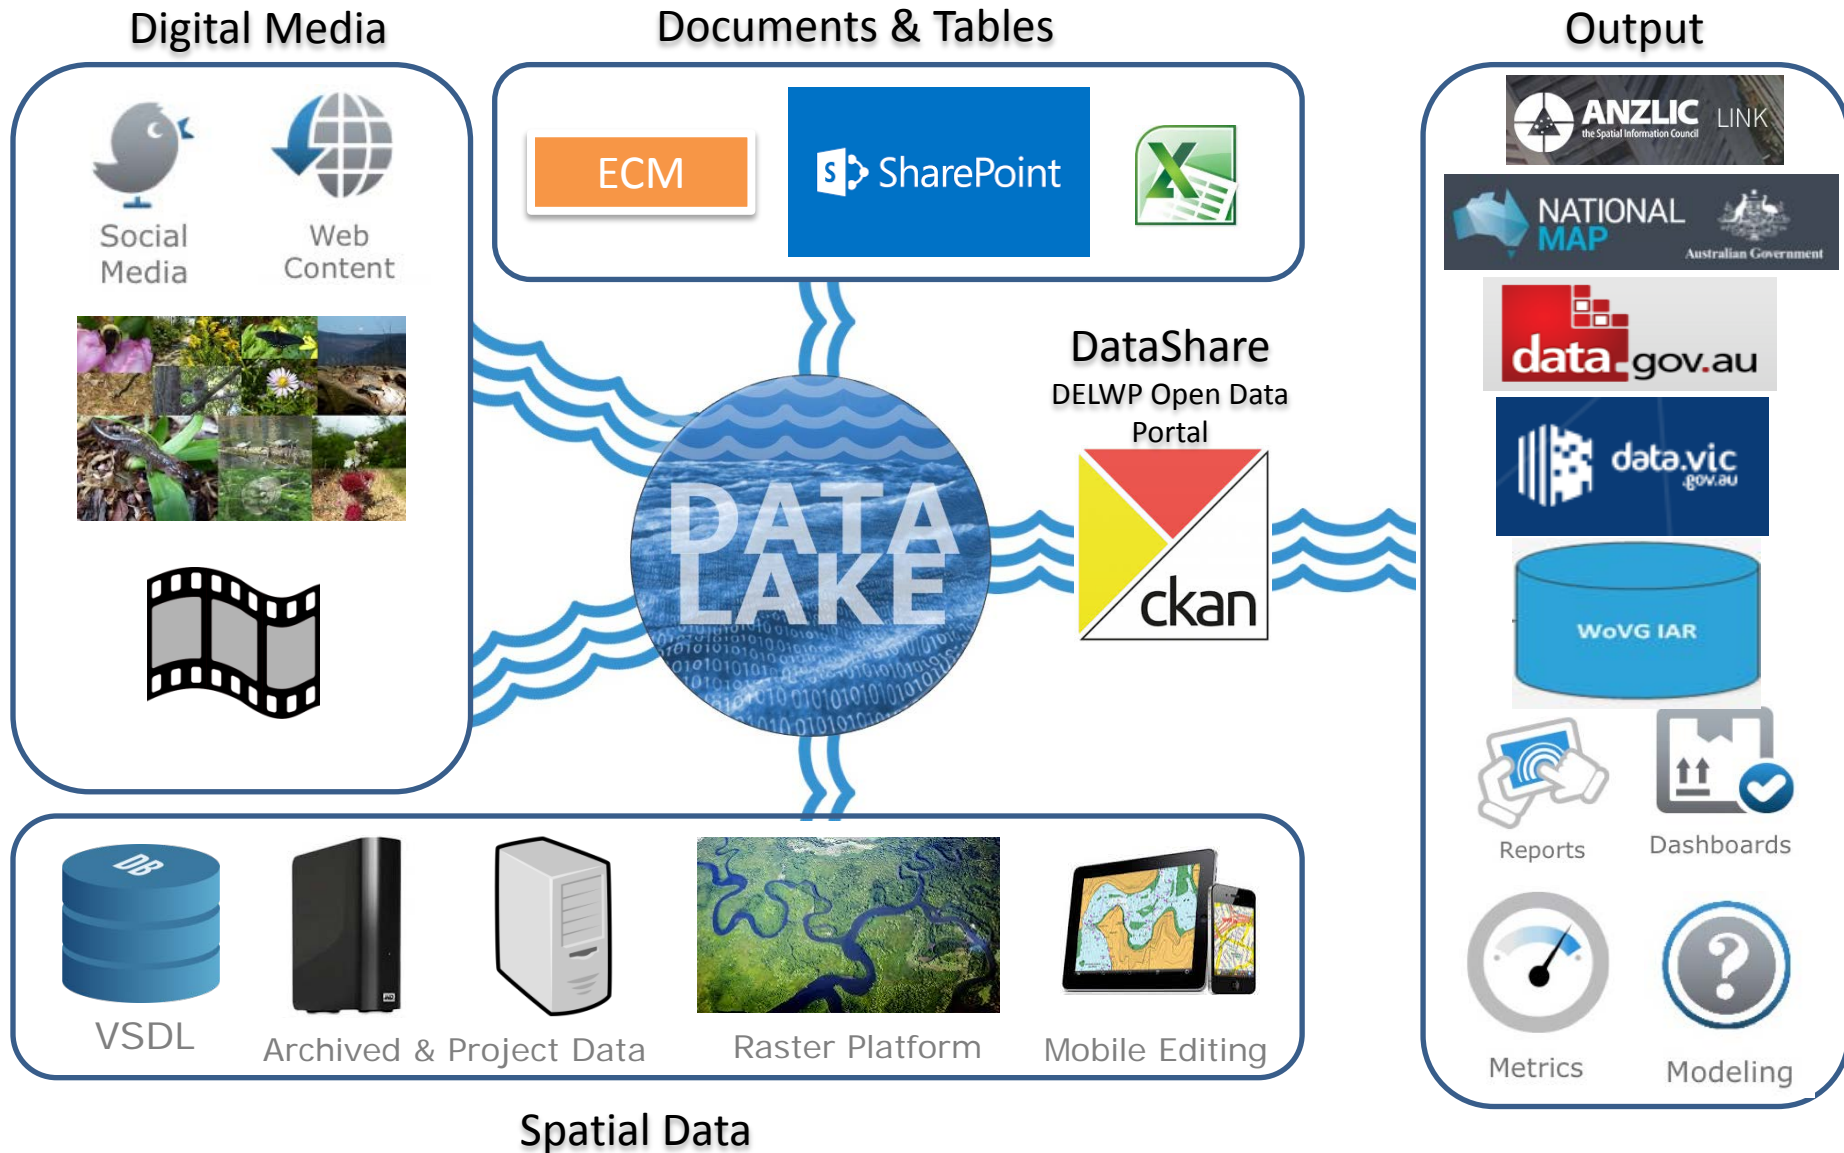 Digital Media
Documents & Tables
Output
Social
Media
Web
Content
ECM
S SharePoint
X
ANZLIC LINK
the Spatial Information Council
NATIONAL
MAP
Australian Government
data.gov.au
data.vic
.gov.au
WoVG IAR
Reports
Dashboards
Metrics
Modeling
DataShare
DELWP Open Data
Portal
ckan
DATA
LAKE
DB
VSDL
Archived & Project Data
Raster Platform
Mobile Editing
Spatial Data